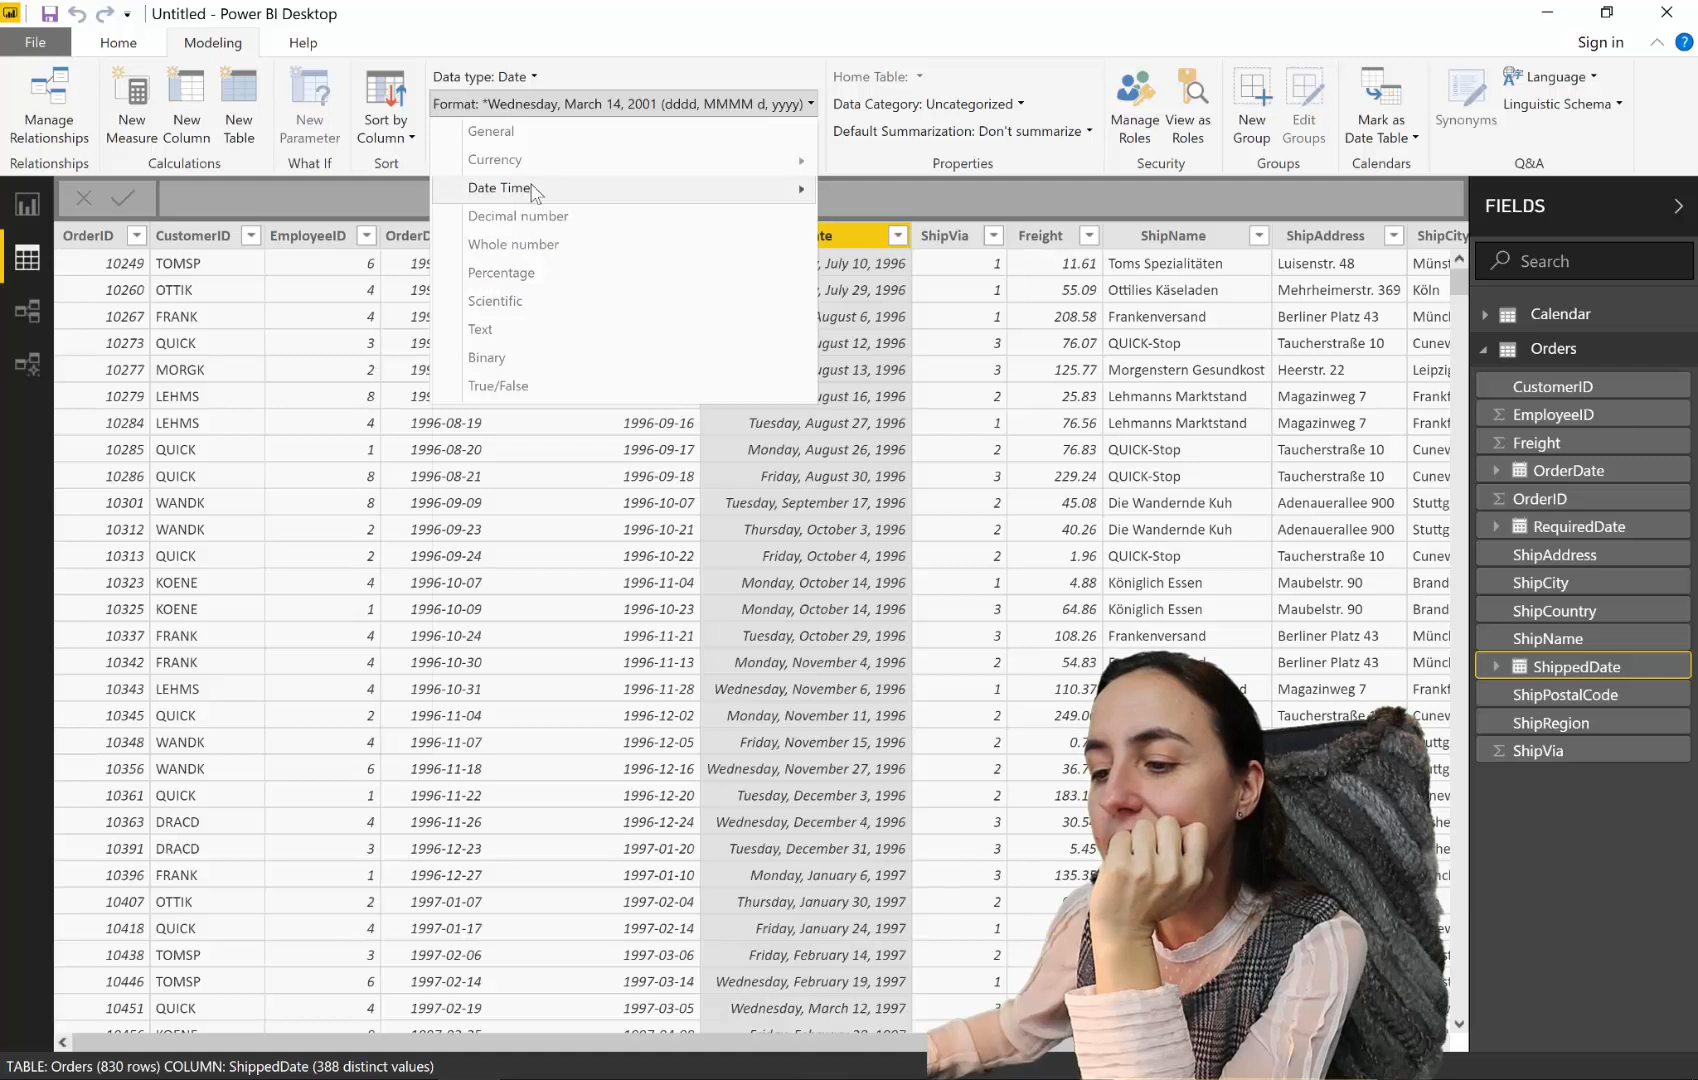 Untitled - Power BI Desktop
File Home Modeling Help Sign in
Manage Relationships
Relationships
New Measure
New Column
New Table
Calculations
New Parameter
What If
Sort by Column
Sort
Data type: Date
Format: *Wednesday, March 14, 2001 (dddd, MMMM d, yyyy)
General
Currency
Date Time
Decimal number
Whole number
Percentage
Scientific
Text
Binary
True/False
Home Table:
Data Category: Uncategorized
Default Summarization: Don't summarize
Properties
Manage Roles
View as Roles
Security
New Group
Edit Groups
Groups
Mark as Date Table
Calendars
Synonyms
Language
Linguistic Schema
Q&A
OrderID CustomerID EmployeeID ShipVia Freight ShipName ShipAddress ShipCity
10249 TOMSP 6 July 10, 1996 1 11.61 Toms Spezialitäten Luisenstr. 48
10260 OTTIK 4 July 29, 1996 1 55.09 Ottilies Käseladen Mehrheimerstr. 369 Köln
10267 FRANK 4 August 6, 1996 1 208.58 Frankenversand Berliner Platz 43
10273 QUICK 3 12, 1996 3 76.07 QUICK-Stop Taucherstraße 10
10277 MORGK 2 13, 1996 3 125.77 Morgenstern Gesundkost Heerstr. 22
10279 LEHMS 8 16, 1996 2 25.83 Lehmanns Marktstand Magazinweg 7
10284 LEHMS 4 1996-08-19 1996-09-16 Tuesday, August 27, 1996 1 76.56 Lehmanns Marktstand Magazinweg 7
10285 QUICK 1 1996-08-20 1996-09-17 Monday, August 26, 1996 2 76.83 QUICK-Stop Taucherstraße 10
10286 QUICK 8 1996-08-21 1996-09-18 Friday, August 30, 1996 3 229.24 QUICK-Stop Taucherstraße 10
10301 WANDK 8 1996-09-09 1996-10-07 Tuesday, September 17, 1996 2 45.08 Die Wandernde Kuh Adenauerallee 900
10312 WANDK 2 1996-09-23 1996-10-21 Thursday, October 3, 1996 2 40.26 Die Wandernde Kuh Adenauerallee 900
10313 QUICK 2 1996-09-24 1996-10-22 Friday, October 4, 1996 2 1.96 QUICK-Stop Taucherstraße 10
10323 KOENE 4 1996-10-07 1996-11-04 Monday, October 14, 1996 1 4.88 Königlich Essen Maubelstr. 90
10325 KOENE 1 1996-10-09 1996-10-23 Monday, October 14, 1996 3 64.86 Königlich Essen Maubelstr. 90
10337 FRANK 4 1996-10-24 1996-11-21 Tuesday, October 29, 1996 3 108.26 Frankenversand Berliner Platz 43
10342 FRANK 4 1996-10-30 1996-11-13 Monday, November 4, 1996 2 54.83 Berliner Platz 43
10343 LEHMS 4 1996-10-31 1996-11-28 Wednesday, November 6, 1996 1 110.37 Magazinweg 7
10345 QUICK 2 1996-11-04 1996-12-02 Monday, November 11, 1996 2 Taucherstraße
10348 WANDK 4 1996-11-07 1996-12-05 Friday, November 15, 1996 2
10356 WANDK 6 1996-11-18 1996-12-16 Wednesday, November 27, 1996 2
10361 QUICK 1 1996-11-22 1996-12-20 Tuesday, December 3, 1996 2
10363 DRACD 4 1996-11-26 1996-12-24 Wednesday, December 4, 1996 3
10391 DRACD 3 1996-12-23 1997-01-20 Tuesday, December 31, 1996 3 5.45
10396 FRANK 1 1996-12-27 1997-01-10 Monday, January 6, 1997 3
10407 OTTIK 2 1997-01-07 1997-02-04 Thursday, January 30, 1997 2
10418 QUICK 4 1997-01-17 1997-02-14 Friday, January 24, 1997 1
10438 TOMSP 3 1997-02-06 1997-03-06 Friday, February 14, 1997 2
10446 TOMSP 6 1997-02-14 1997-03-14 Wednesday, February 19, 1997 1
10451 QUICK 4 1997-02-19 1997-03-05 Wednesday, March 12, 1997
FIELDS
Search
Calendar
Orders
CustomerID
EmployeeID
Freight
OrderDate
OrderID
RequiredDate
ShipAddress
ShipCity
ShipCountry
ShipName
ShippedDate
ShipPostalCode
ShipRegion
ShipVia
TABLE: Orders (830 rows) COLUMN: ShippedDate (388 distinct values)